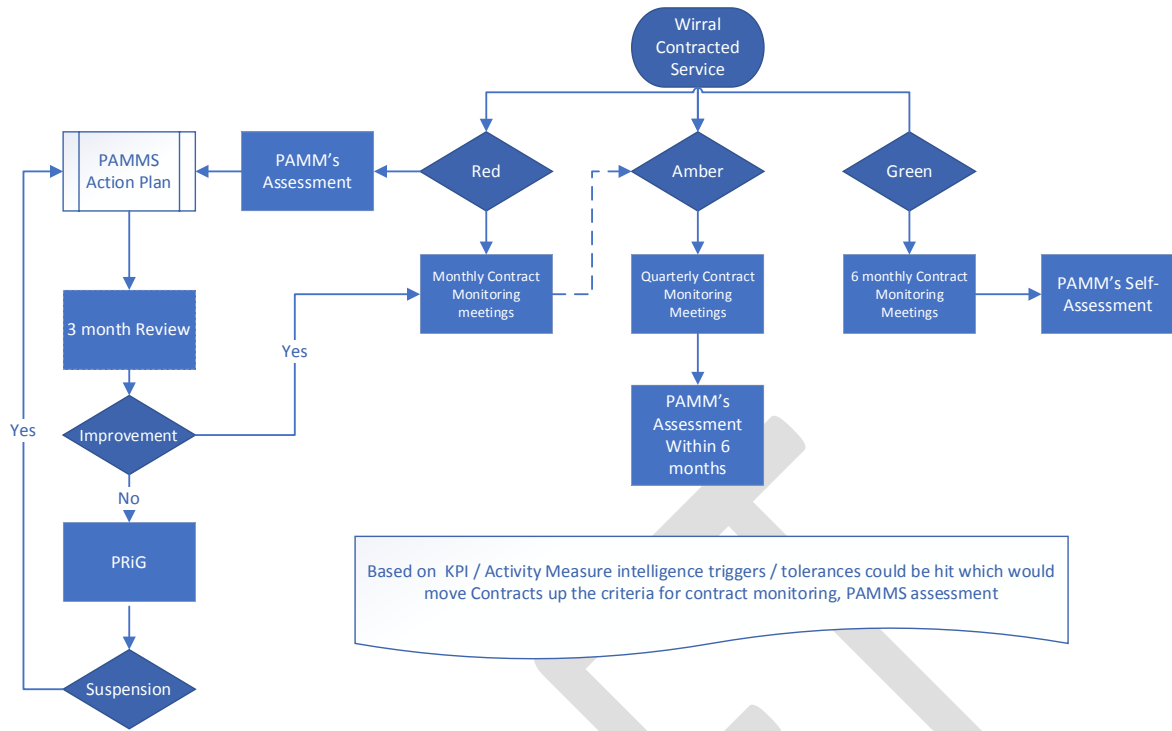 Wirral
Contracted
Service
PAMMS
Action Plan
PAMM's
Assessment
Red
Amber
Green
Monthly Contract
Monitoring
meetings
Quarterly Contract
Monitoring
Meetings
6 monthly Contract
Monitoring
Meetings
PAMM's Self-
Assessment
3 month Review
Yes
PAMM's
Assessment
Within 6
months
Yes
Improvement
No
PRiG
Based on KPI / Activity Measure intelligence triggers / tolerances could be hit which would
move Contracts up the criteria for contract monitoring, PAMMS assessment
Suspension